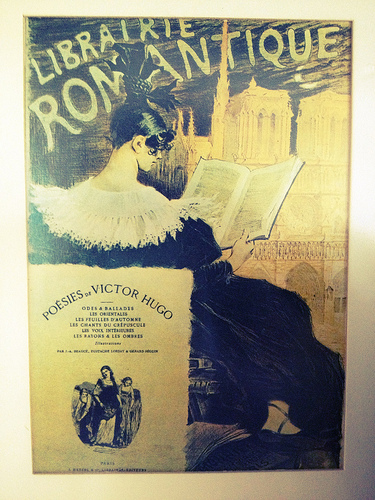 LIBRAIRIE
ROMANTIQUE
POÉSIES DE VICTOR HUGO
ODES & BALLADES
LES ORIENTALES
LES FEUILLES D'AUTOMNE
LES CHANTS DU CRÉPUSCULE
LES VOIX INTÉRIEURES
LES RAYONS & LES OMBRES
Illustrations
PARIS